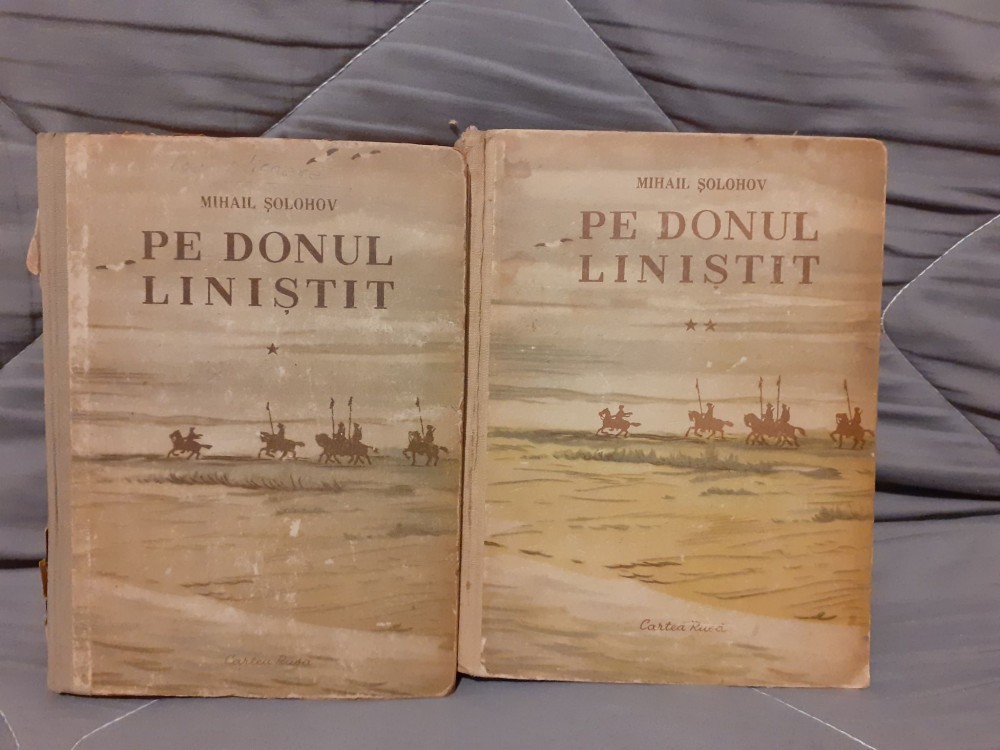 MIHAIL ŞOLOHOV
PE DONUL
LINIŞTIT
★
Cartea Rusă
MIHAIL ŞOLOHOV
PE DONUL
LINIŞTIT
★★
Cartea Rusă